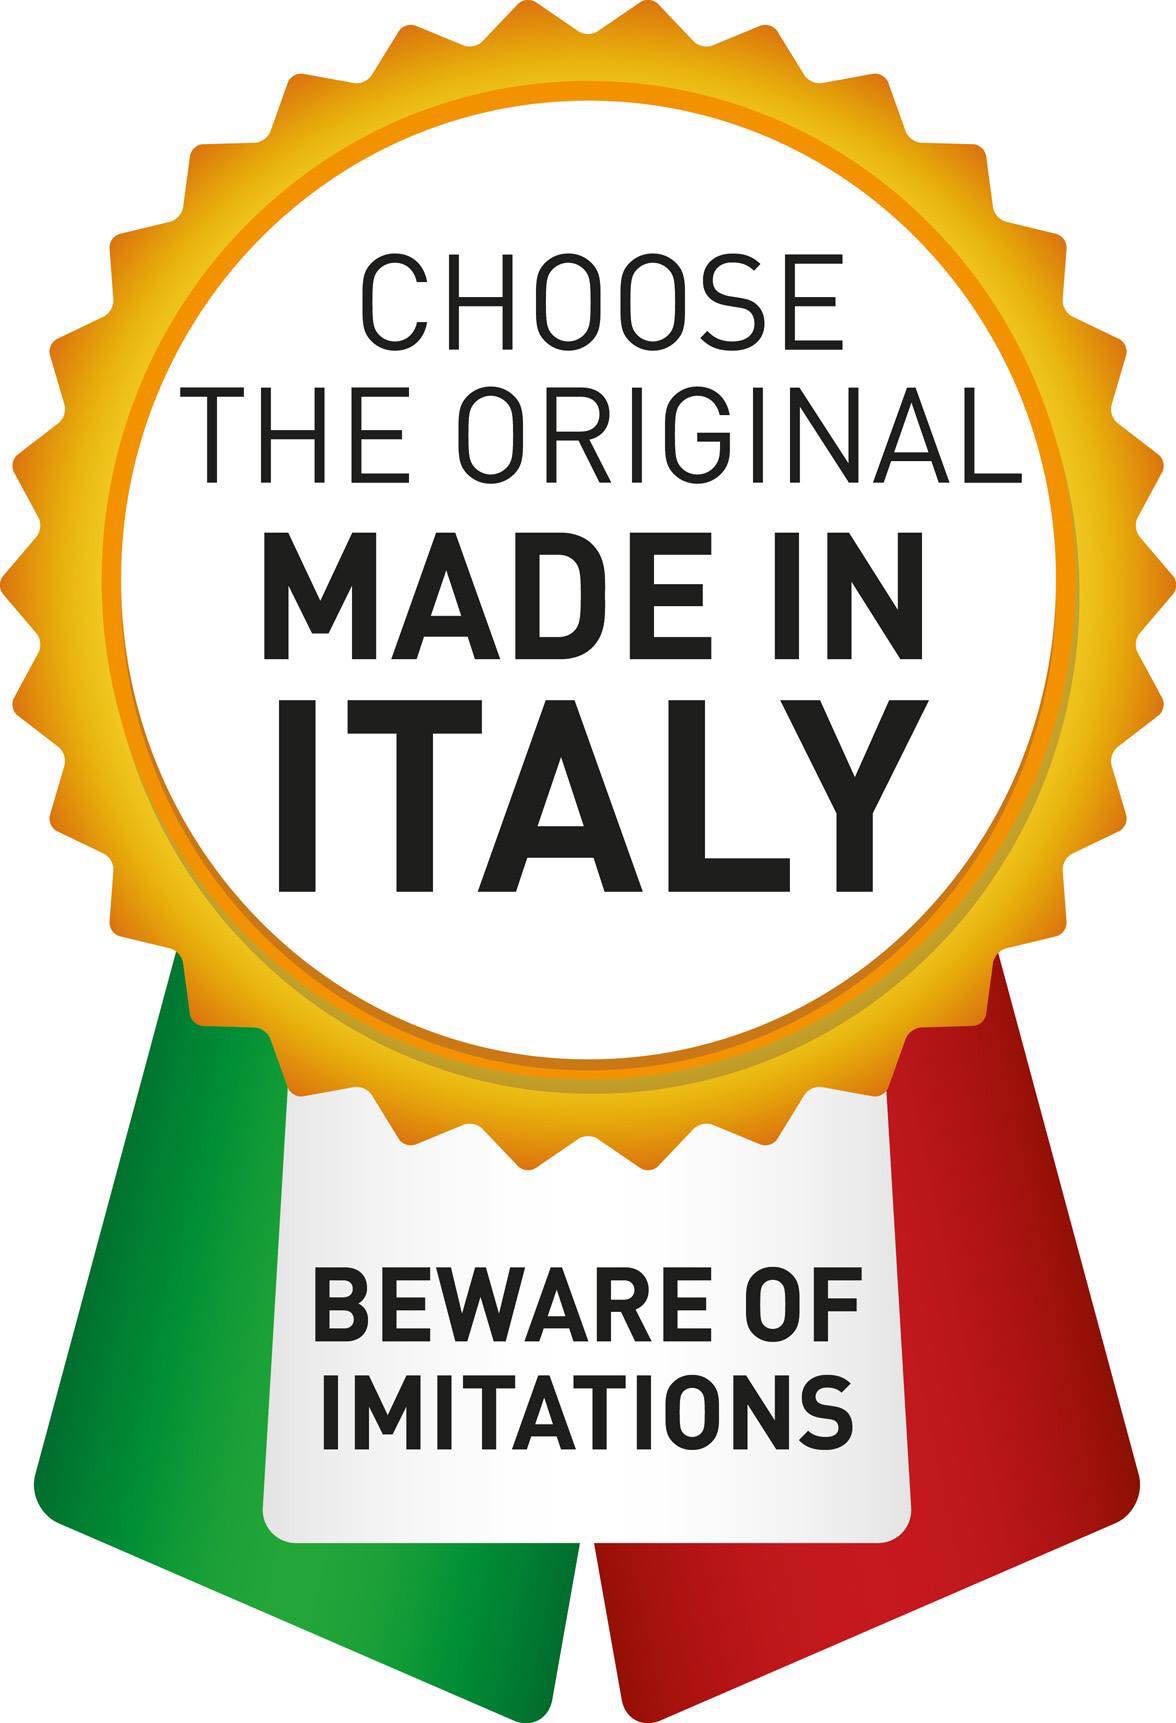 CHOOSE
THE ORIGINAL
MADE IN
ITALY
BEWARE OF
IMITATIONS